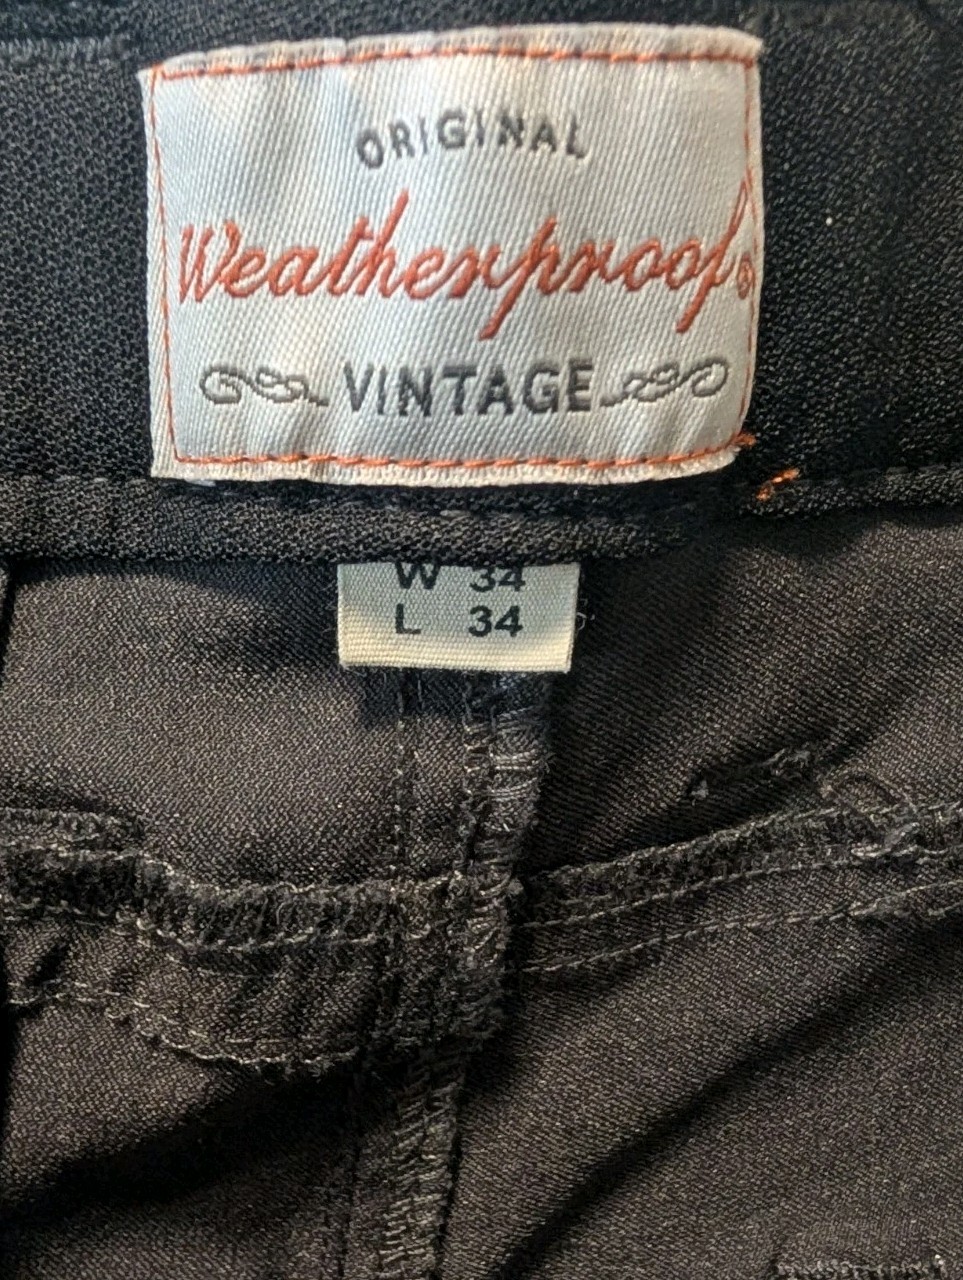 ORIGINAL
Weatherproof®
VINTAGE
W 34
L 34